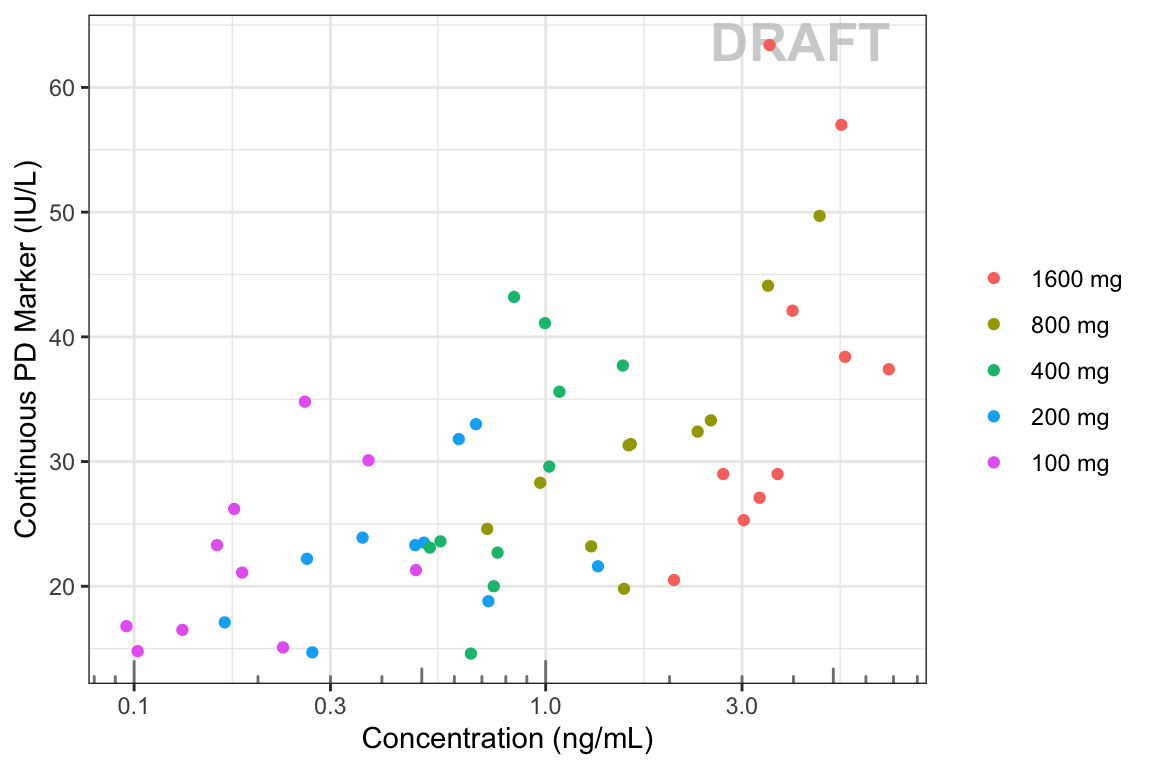 DRAFT
60
50
40
30
20
Continuous PD Marker (IU/L)
0.1 0.3 1.0 3.0
Concentration (ng/mL)
1600 mg
800 mg
400 mg
200 mg
100 mg